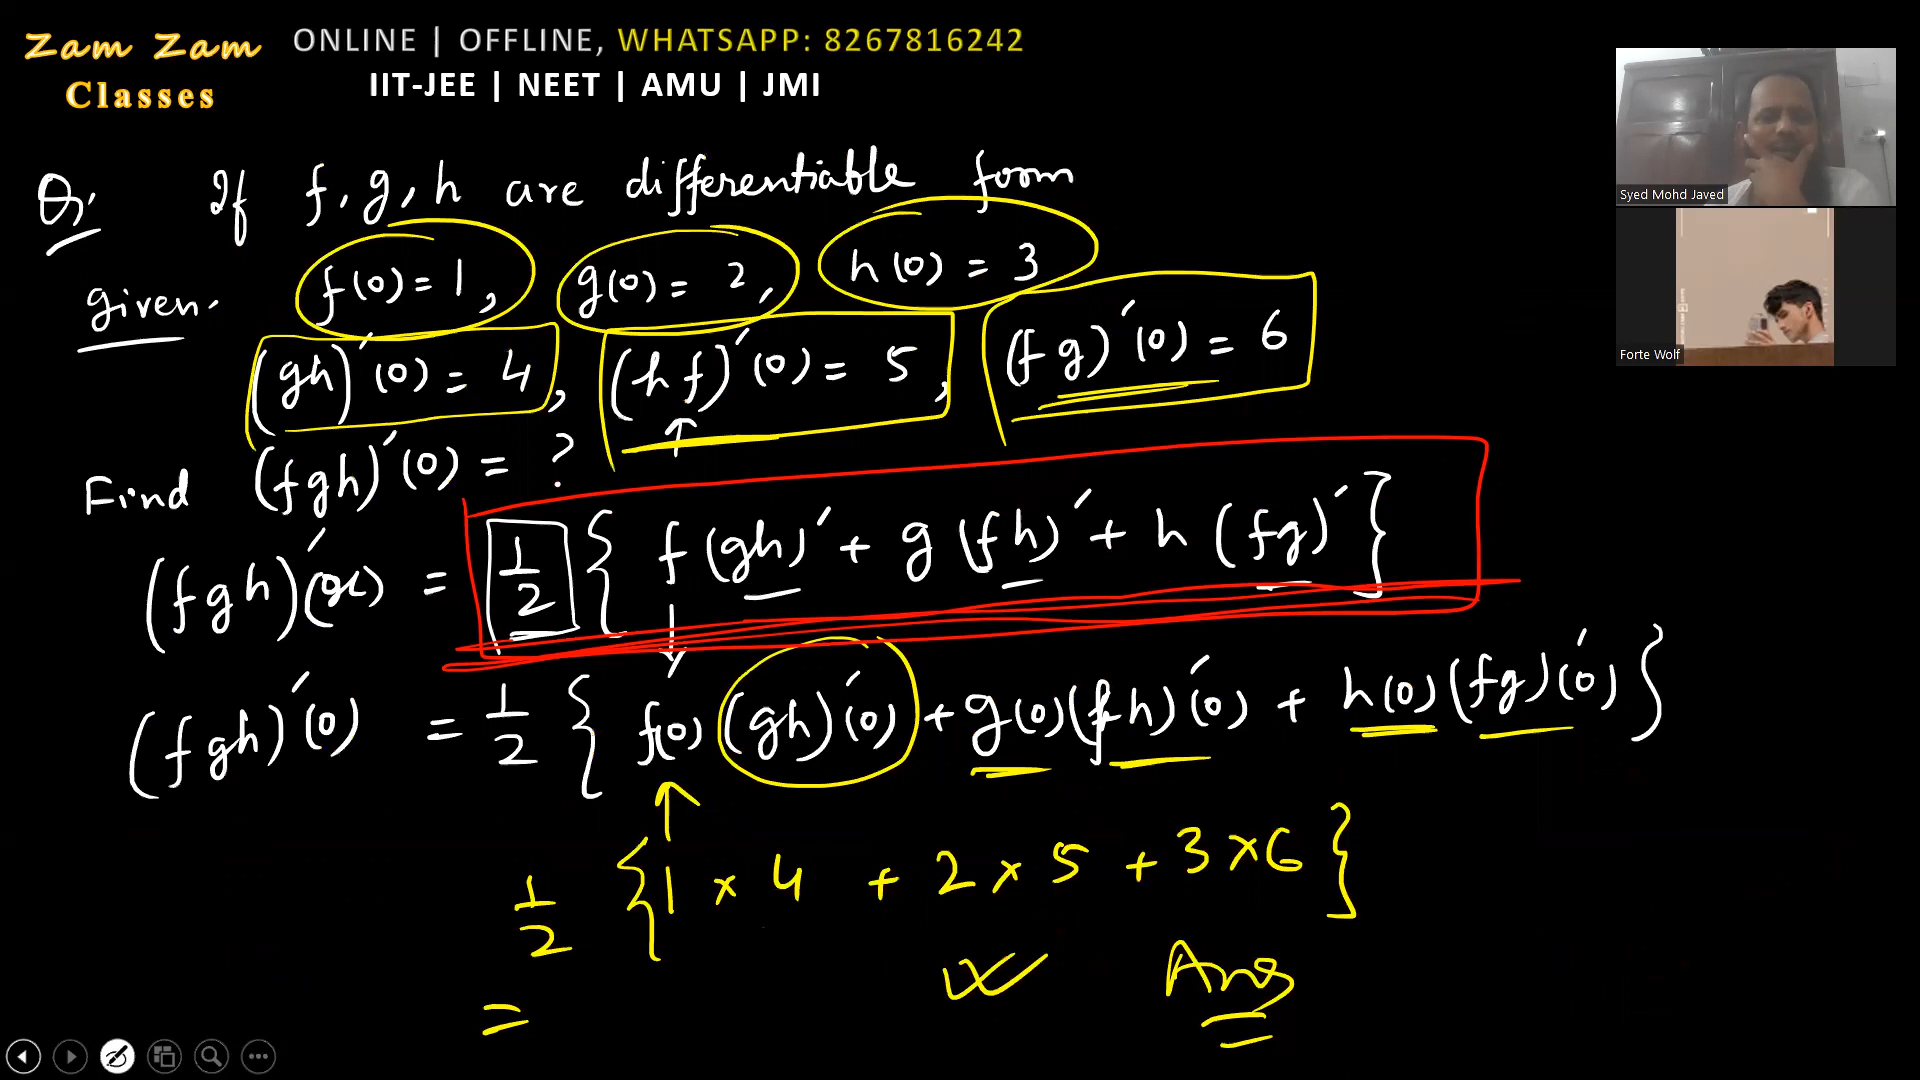 Zam Zam Classes
ONLINE | OFFLINE, WHATSAPP: 8267816242
IIT-JEE | NEET | AMU | JMI
Syed Mohd Javed
Forte Wolf
Q. If f, g, h are differentiable form
given. f(0) = 1, g(0) = 2, h(0) = 3
(gh)'(0) = 4, (hf)'(0) = 5, (fg)'(0) = 6
Find (fgh)'(0) = ?
(fgh)'(x) = 1/2 { f(gh)' + g(fh)' + h(fg)' }
(fgh)'(0) = 1/2 { f(0)(gh)'(0) + g(0)(fh)'(0) + h(0)(fg)'(0) }
1/2 { 1 × 4 + 2 × 5 + 3 × 6 }
= Ans